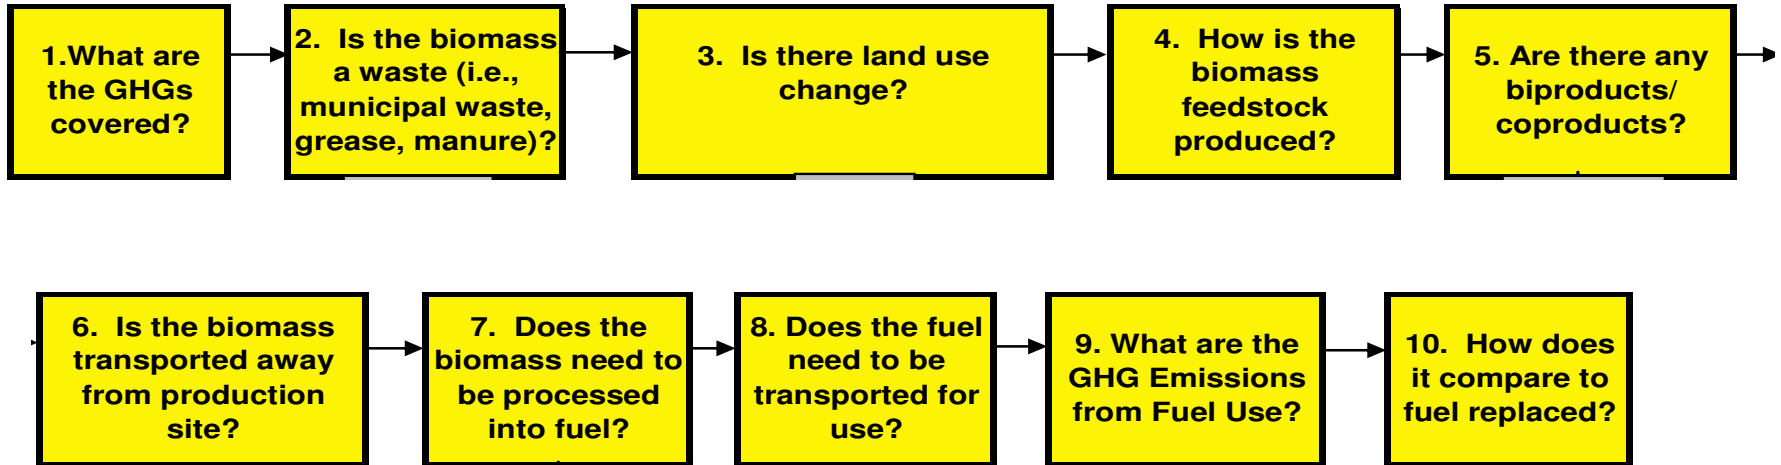 1.What are
the GHGs
covered?
2. Is the biomass
a waste (i.e.,
municipal waste,
grease, manure)?
3. Is there land use
change?
4. How is the
biomass
feedstock
produced?
5. Are there any
biproducts/
coproducts?
6. Is the biomass
transported away
from production
site?
7. Does the
biomass need to
be processed
into fuel?
8. Does the fuel
need to be
transported for
use?
9. What are the
GHG Emissions
from Fuel Use?
10. How does
it compare to
fuel replaced?